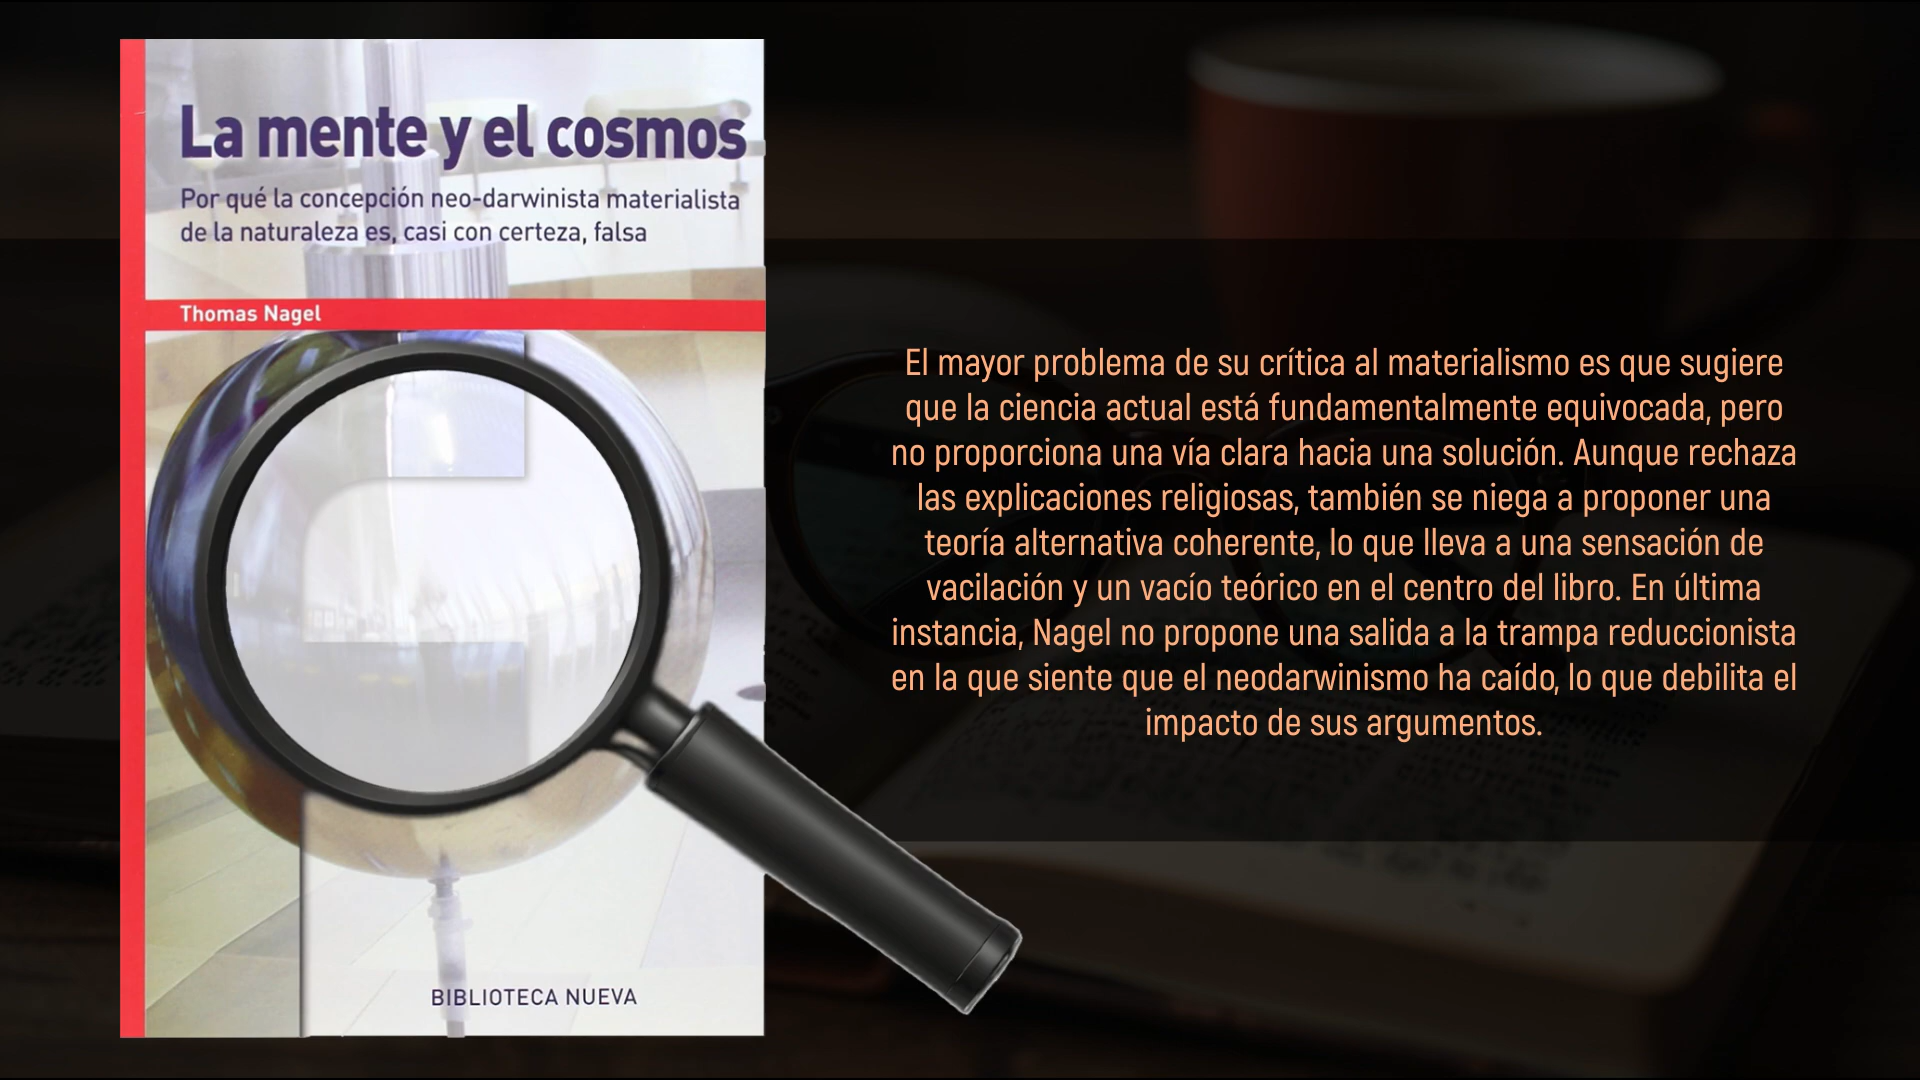 La mente y el cosmos
Por qué la concepción neo-darwinista materialista
de la naturaleza es, casi con certeza, falsa
Thomas Nagel
BIBLIOTECA NUEVA
El mayor problema de su crítica al materialismo es que sugiere
que la ciencia actual está fundamentalmente equivocada, pero
no proporciona una vía clara hacia una solución. Aunque rechaza
las explicaciones religiosas, también se niega a proponer una
teoría alternativa coherente, lo que lleva a una sensación de
vacilación y un vacío teórico en el centro del libro. En última
instancia, Nagel no propone una salida a la trampa reduccionista
en la que siente que el neodarwinismo ha caído, lo que debilita el
impacto de sus argumentos.